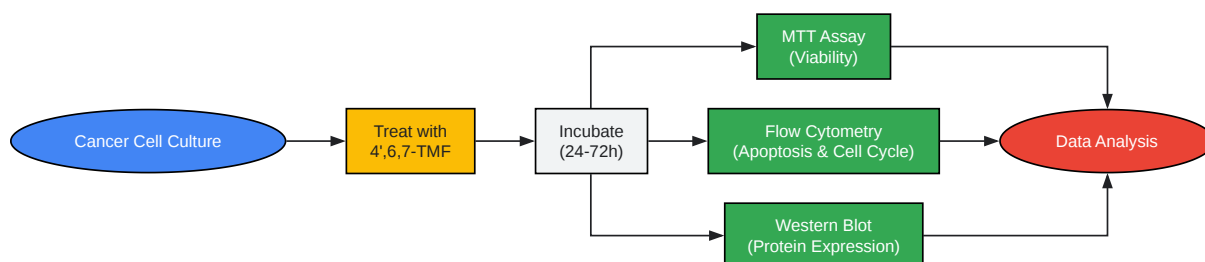 Cancer Cell Culture
Treat with
4',6,7-TMF
Incubate
(24-72h)
MTT Assay
(Viability)
Flow Cytometry
(Apoptosis & Cell Cycle)
Western Blot
(Protein Expression)
Data Analysis